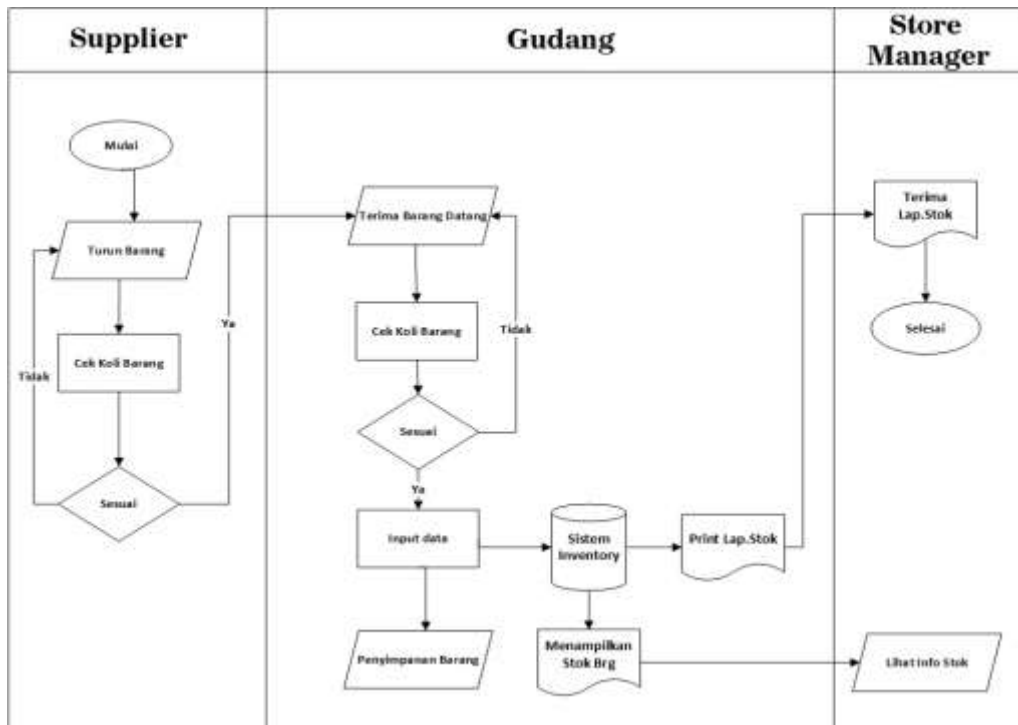 Supplier
Gudang
Store
Manager
Mulai
Turun Barang
Cek Koli Barang
Tidak
Sesuai
Ya
Terima Barang Datang
Cek Koli Barang
Tidak
Sesuai
Ya
Input data
Penyimpanan Barang
Sistem
Inventory
Print Lap.Stok
Menampilkan
Stok Brg
Terima
Lap.Stok
Selesai
Lihat Info Stok